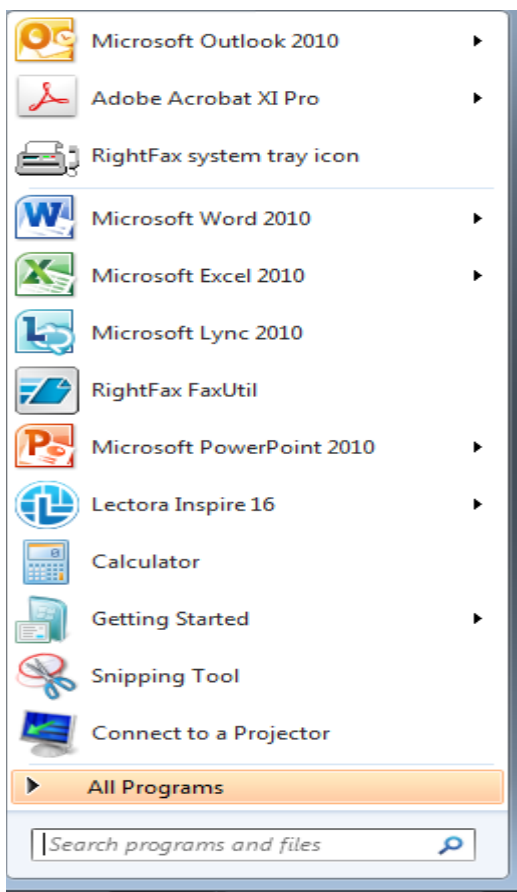 Microsoft Outlook 2010
Adobe Acrobat XI Pro
RightFax system tray icon
Microsoft Word 2010
Microsoft Excel 2010
Microsoft Lync 2010
RightFax FaxUtil
Microsoft PowerPoint 2010
Lectora Inspire 16
Calculator
Getting Started
Snipping Tool
Connect to a Projector
All Programs
Search programs and files